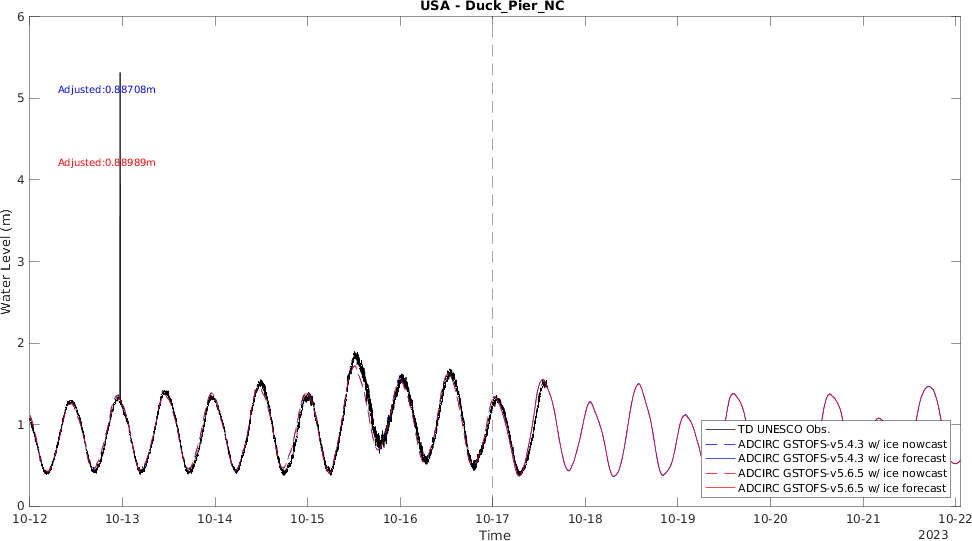 USA - Duck_Pier_NC
6
5
4
3
2
1
0
Water Level (m)
Adjusted:0.88708m
Adjusted:0.88989m
TD UNESCO Obs.
ADCIRC GSTOFS-v5.4.3 w/ ice nowcast
ADCIRC GSTOFS-v5.4.3 w/ ice forecast
ADCIRC GSTOFS-v5.6.5 w/ ice nowcast
ADCIRC GSTOFS-v5.6.5 w/ ice forecast
10-12 10-13 10-14 10-15 10-16 10-17 10-18 10-19 10-20 10-21 10-22
Time
2023